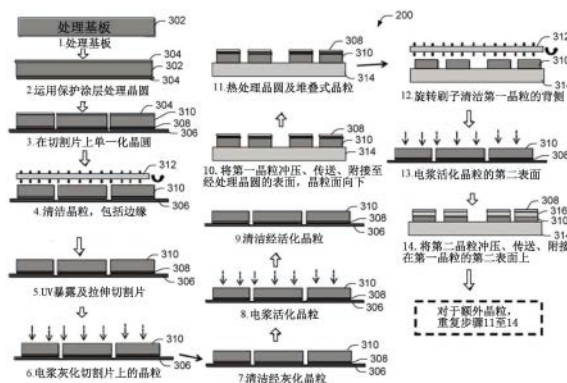 200
302
处理基板
1.处理基板
304
302
304
2.运用保护涂层处理晶圆
304
310
308
306
3.在切割片上单一化晶圆
312
310
308
306
4.清洁晶粒，包括边缘
310
308
306
5.UV暴露及拉伸切割片
310
308
306
6.电浆灰化切割片上的晶粒
310
308
306
7.清洁经灰化晶粒
310
308
306
8.电浆活化晶粒
310
308
306
9.清洁经活化晶粒
308
310
314
10.将第一晶粒冲压、传送、附接至
经处理晶圆的表面，晶粒面向下
308
310
314
11.热处理晶圆及堆叠式晶粒
312
308
310
314
12.旋转刷子清洁第一晶粒的背侧
310
308
13.电浆活化晶粒的第二表面
308
316
310
314
14.将第二晶粒冲压、传送、附接
在第一晶粒的第二表面上
对于额外晶粒，
重复步骤11至14